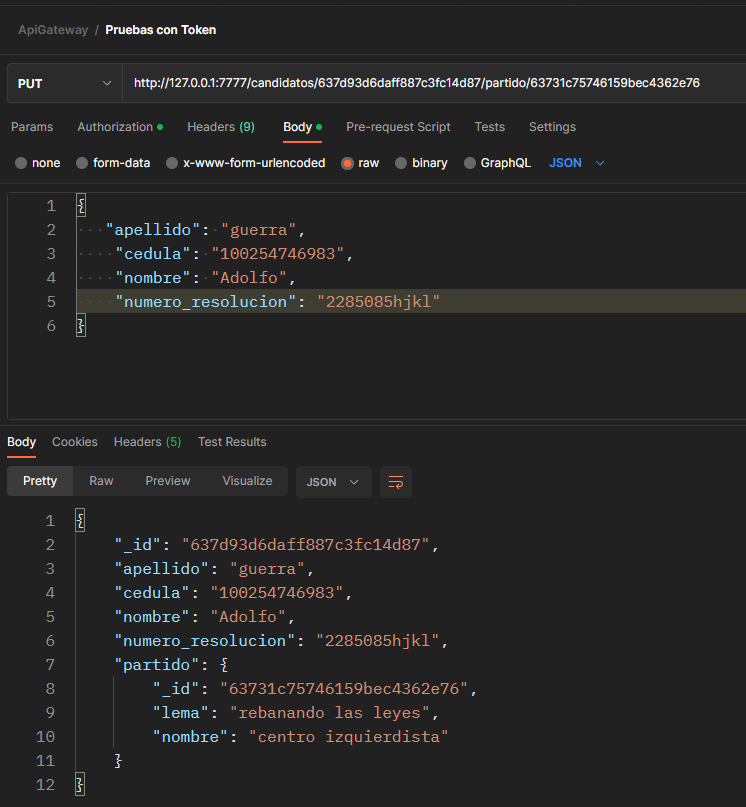 ApiGateway / Pruebas con Token
PUT http://127.0.0.1:7777/candidatos/637d93d6daff887c3fc14d87/partido/63731c75746159bec4362e76
Params Authorization Headers (9) Body Pre-request Script Tests Settings
none form-data x-www-form-urlencoded raw binary GraphQL JSON
1 {
2 "apellido": "guerra",
3 "cedula": "100254746983",
4 "nombre": "Adolfo",
5 "numero_resolucion": "2285085hjkl"
6 }
Body Cookies Headers (5) Test Results
Pretty Raw Preview Visualize JSON
1 {
2 "_id": "637d93d6daff887c3fc14d87",
3 "apellido": "guerra",
4 "cedula": "100254746983",
5 "nombre": "Adolfo",
6 "numero_resolucion": "2285085hjkl",
7 "partido": {
8 "_id": "63731c75746159bec4362e76",
9 "lema": "rebanando las leyes",
10 "nombre": "centro izquierdista"
11 }
12 }